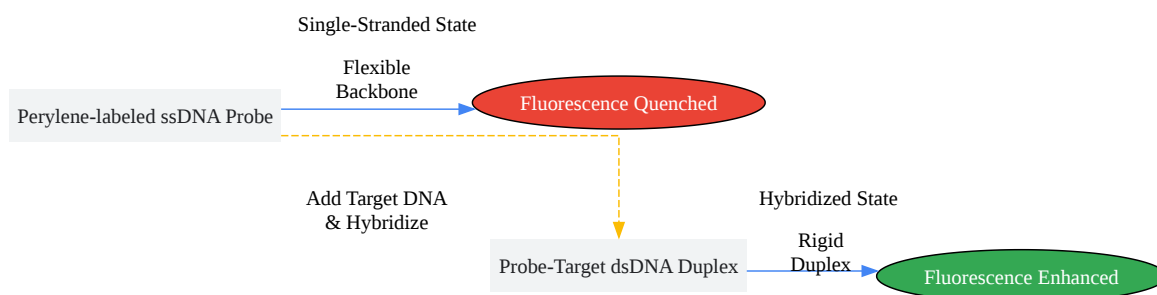 Single-Stranded State
Flexible
Backbone
Perylene-labeled ssDNA Probe
Fluorescence Quenched
Add Target DNA
& Hybridize
Hybridized State
Probe-Target dsDNA Duplex
Rigid
Duplex
Fluorescence Enhanced